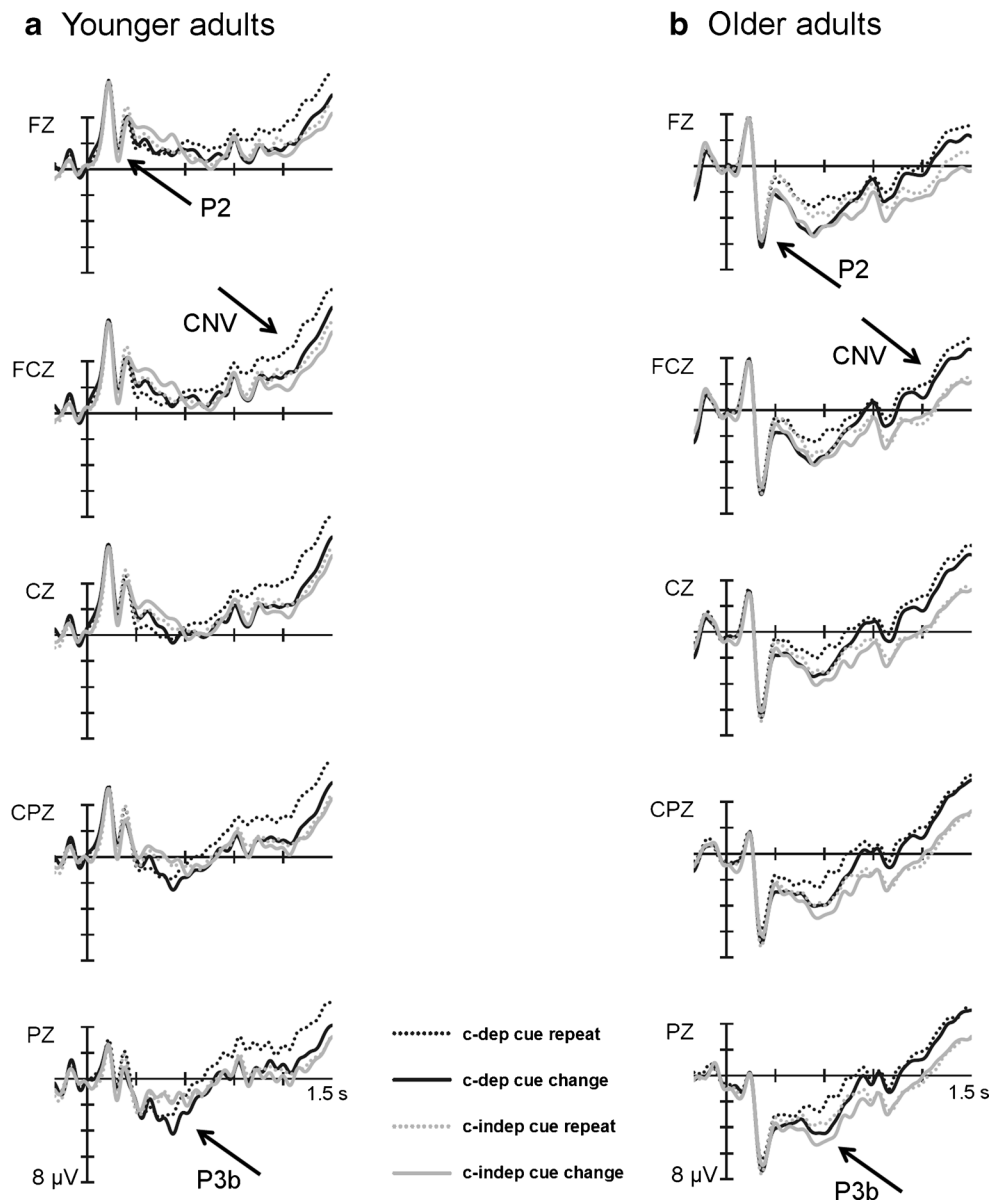 a Younger adults
FZ
P2
CNV
FCZ
CZ
CPZ
PZ
1.5 s
8 µV
P3b
b Older adults
FZ
P2
CNV
FCZ
CZ
CPZ
PZ
1.5 s
8 µV
P3b
c-dep cue repeat
c-dep cue change
c-indep cue repeat
c-indep cue change